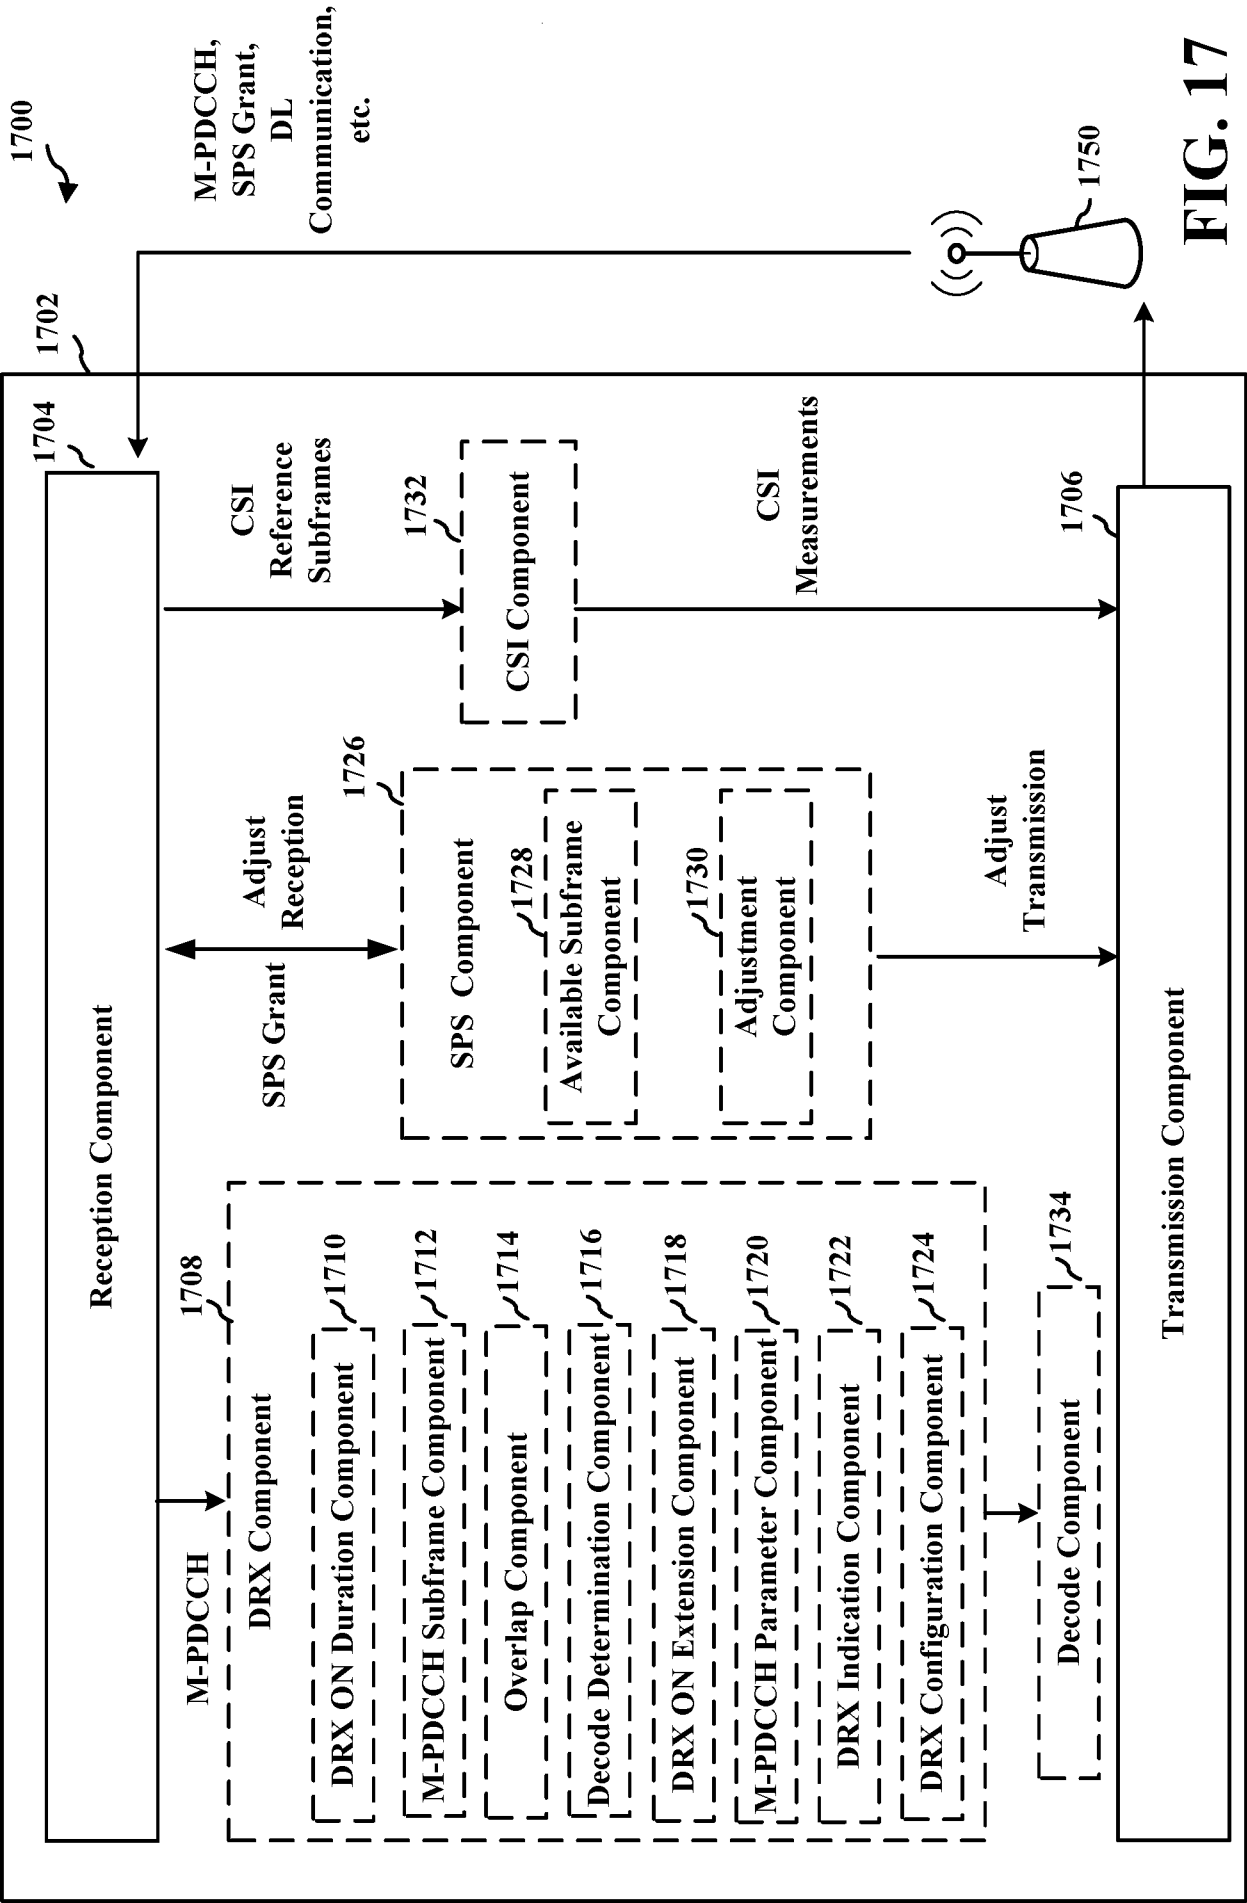 1700
M-PDCCH,
SPS Grant,
DL
Communication,
etc.
1702
1704
Reception Component
M-PDCCH
1708
DRX Component
DRX ON Duration Component
1710
M-PDCCH Subframe Component
1712
Overlap Component
1714
Decode Determination Component
1716
DRX ON Extension Component
1718
M-PDCCH Parameter Component
1720
DRX Indication Component
1722
DRX Configuration Component
1724
Decode Component
1734
SPS Grant
Adjust
Reception
1726
SPS Component
1728
Available Subframe
Component
1730
Adjustment
Component
Adjust
Transmission
CSI
Reference
Subframes
1732
CSI Component
CSI
Measurements
1706
Transmission Component
1750
FIG. 17